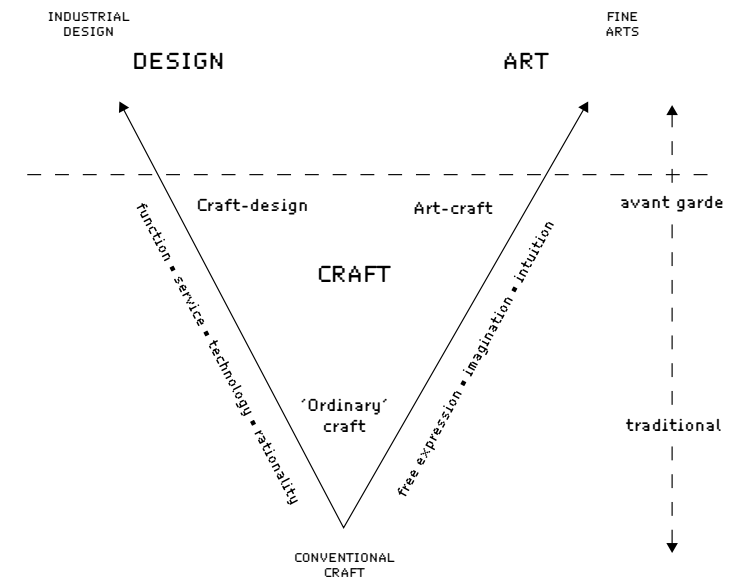 INDUSTRIAL
DESIGN
FINE
ARTS
DESIGN
ART
Craft-design
Art-craft
avant garde
function ▪ service ▪ technology ▪ rationality
free expression ▪ imagination ▪ intuition
CRAFT
´Ordinary´
craft
traditional
CONVENTIONAL
CRAFT